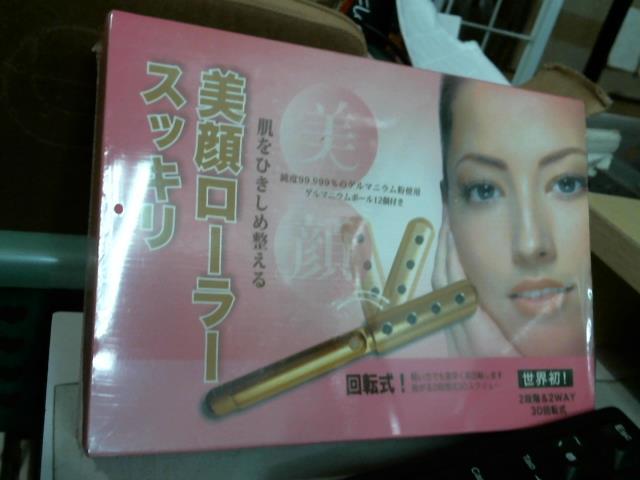 美顔ローラー
スッキリ
肌をひきしめ整える
美顔
純度99.999%のゲルマニウム粉使用
ゲルマニウムボール12個付き
回転式!
世界初!
2段階&2WAY
30回転式